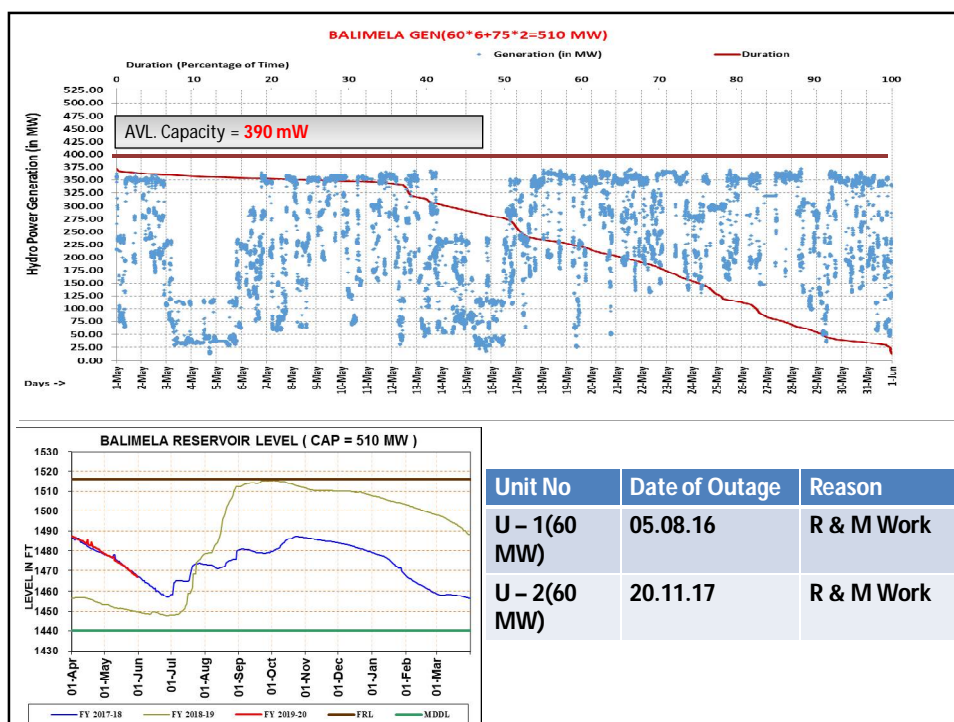 BALIMELA GEN(60*6+75*2=510 MW)
Generation (in MW)
Duration
Duration (Percentage of Time)
0 10 20 30 40 50 60 70 80 90 100
525.00
500.00
475.00
450.00
425.00
400.00
375.00
350.00
325.00
300.00
275.00
250.00
225.00
200.00
175.00
150.00
125.00
100.00
75.00
50.00
25.00
0.00
Hydro Power Generation (in MW)
AVL. Capacity = 390 mW
Days ->
1-May 2-May 3-May 4-May 5-May 6-May 7-May 8-May 9-May 10-May 11-May 12-May 13-May 14-May 15-May 16-May 17-May 18-May 19-May 20-May 21-May 22-May 23-May 24-May 25-May 26-May 27-May 28-May 29-May 30-May 31-May 1-Jun
BALIMELA RESERVOIR LEVEL ( CAP = 510 MW )
1530
1520
1510
1500
1490
1480
1470
1460
1450
1440
1430
LEVEL IN FT
01-Apr 01-May 01-Jun 01-Jul 01-Aug 01-Sep 01-Oct 01-Nov 01-Dec 01-Jan 01-Feb 01-Mar
FY 2017-18 FY 2018-19 FY 2019-20 FRL MDDL
Unit No Date of Outage Reason
U – 1(60 05.08.16 R & M Work
MW)
U – 2(60 20.11.17 R & M Work
MW)